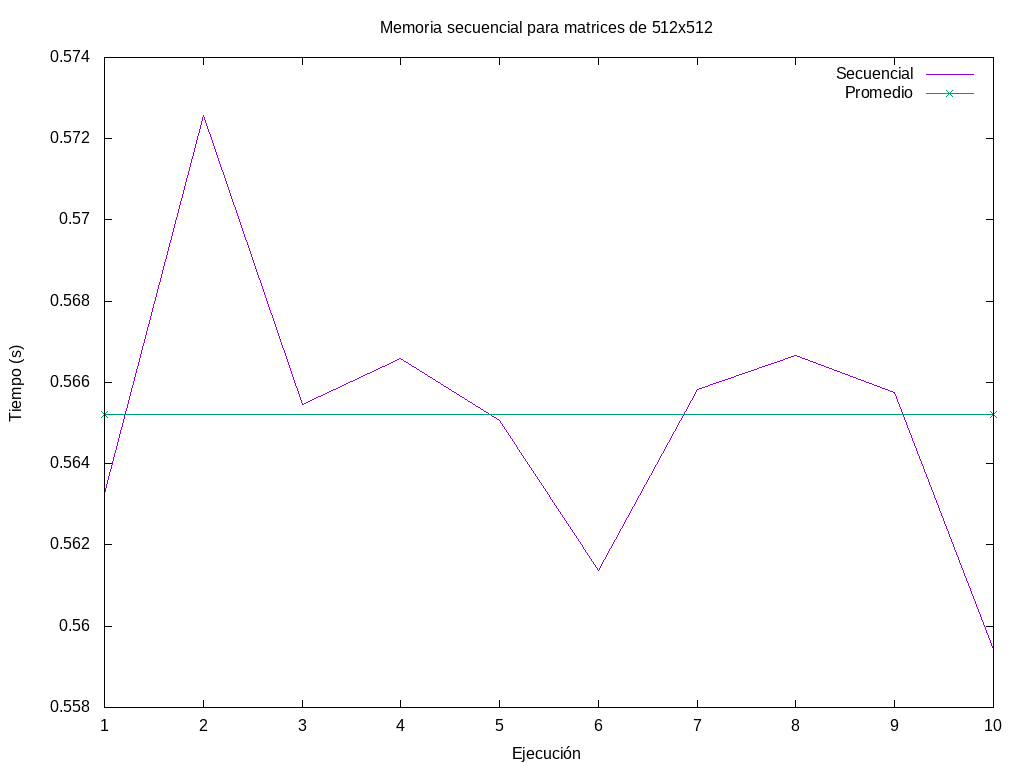 Memoria secuencial para matrices de 512x512
Secuencial
Promedio
0.574
0.572
0.57
0.568
0.566
0.564
0.562
0.56
0.558
Tiempo (s)
1 2 3 4 5 6 7 8 9 10
Ejecución